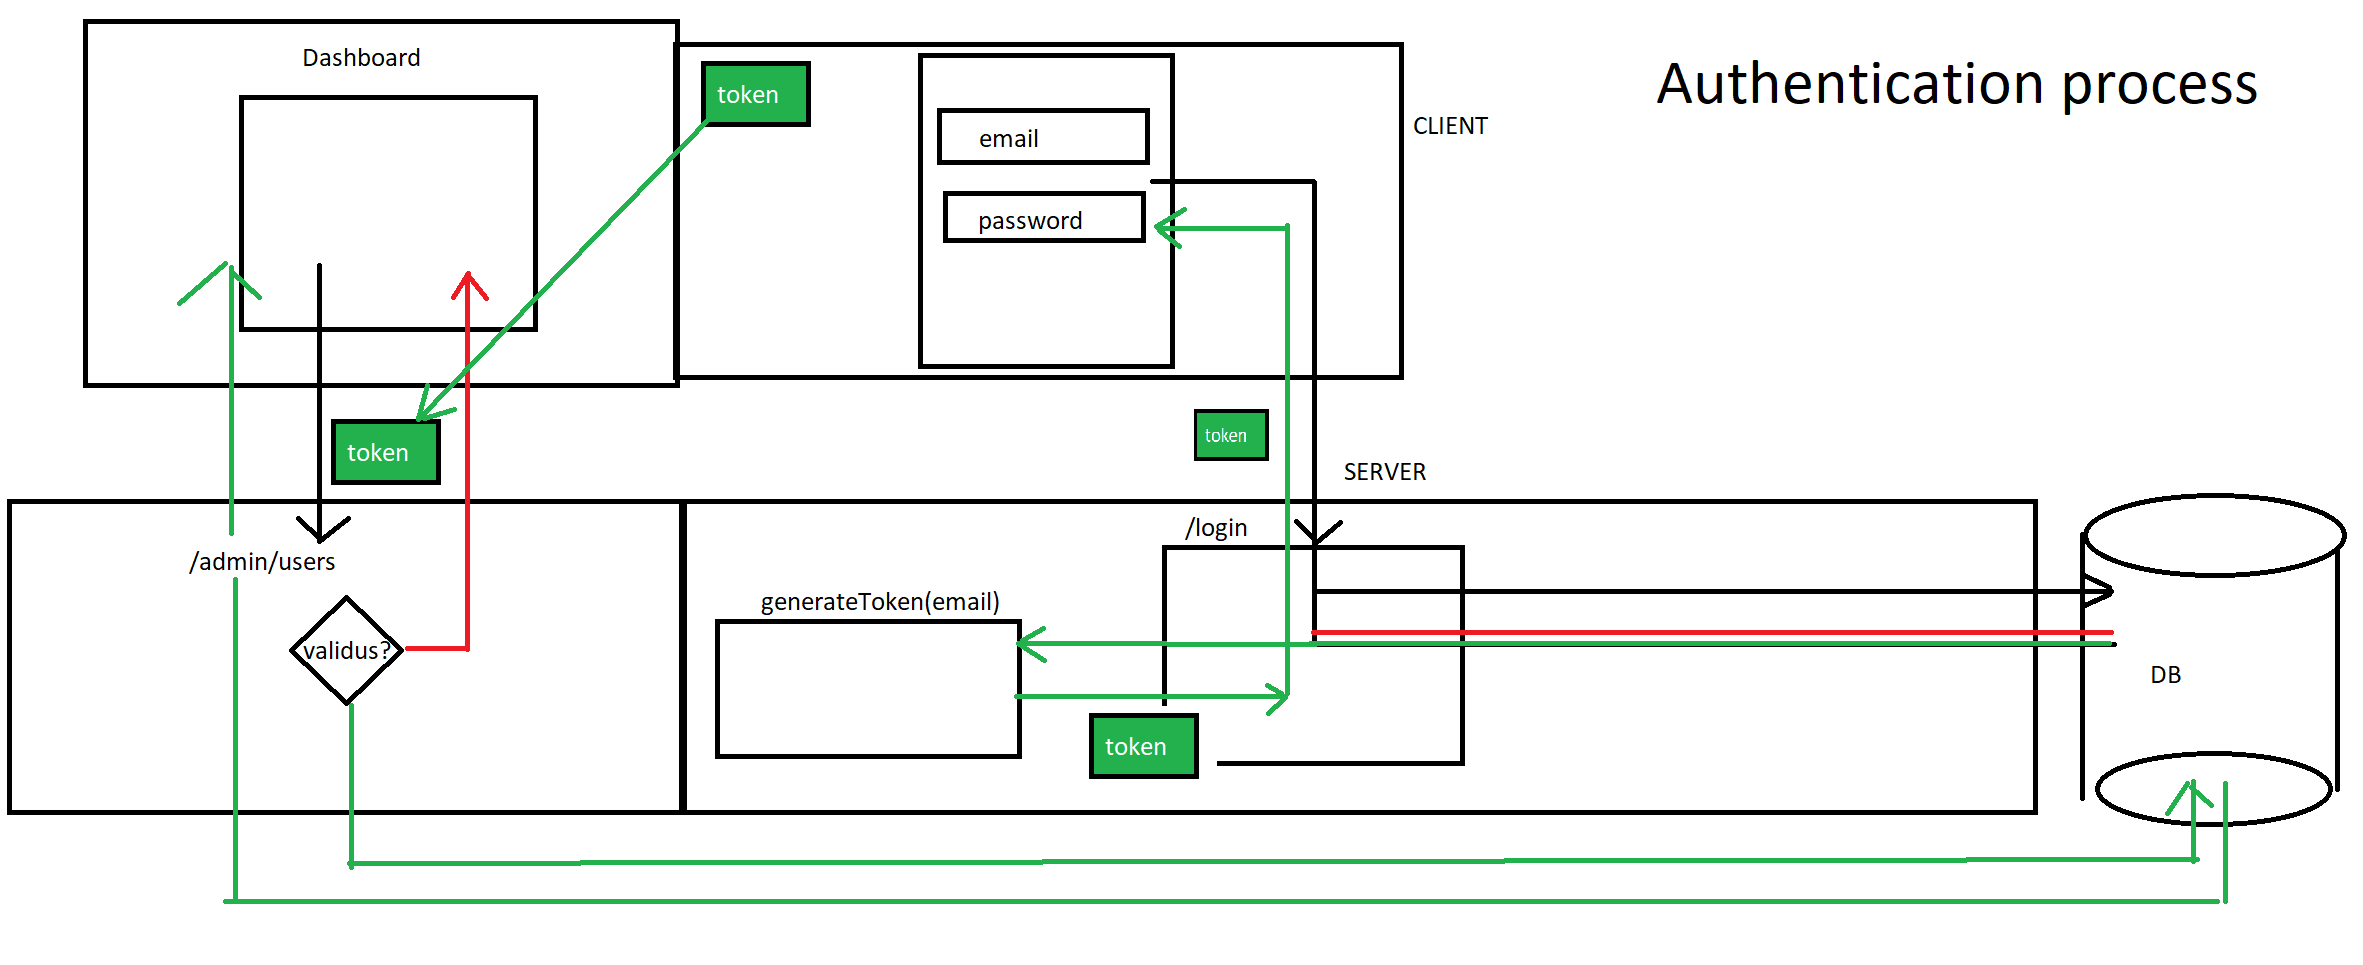 Authentication process
Dashboard
token
email
password
CLIENT
token
token
SERVER
/admin/users
/login
generateToken(email)
validus?
token
DB